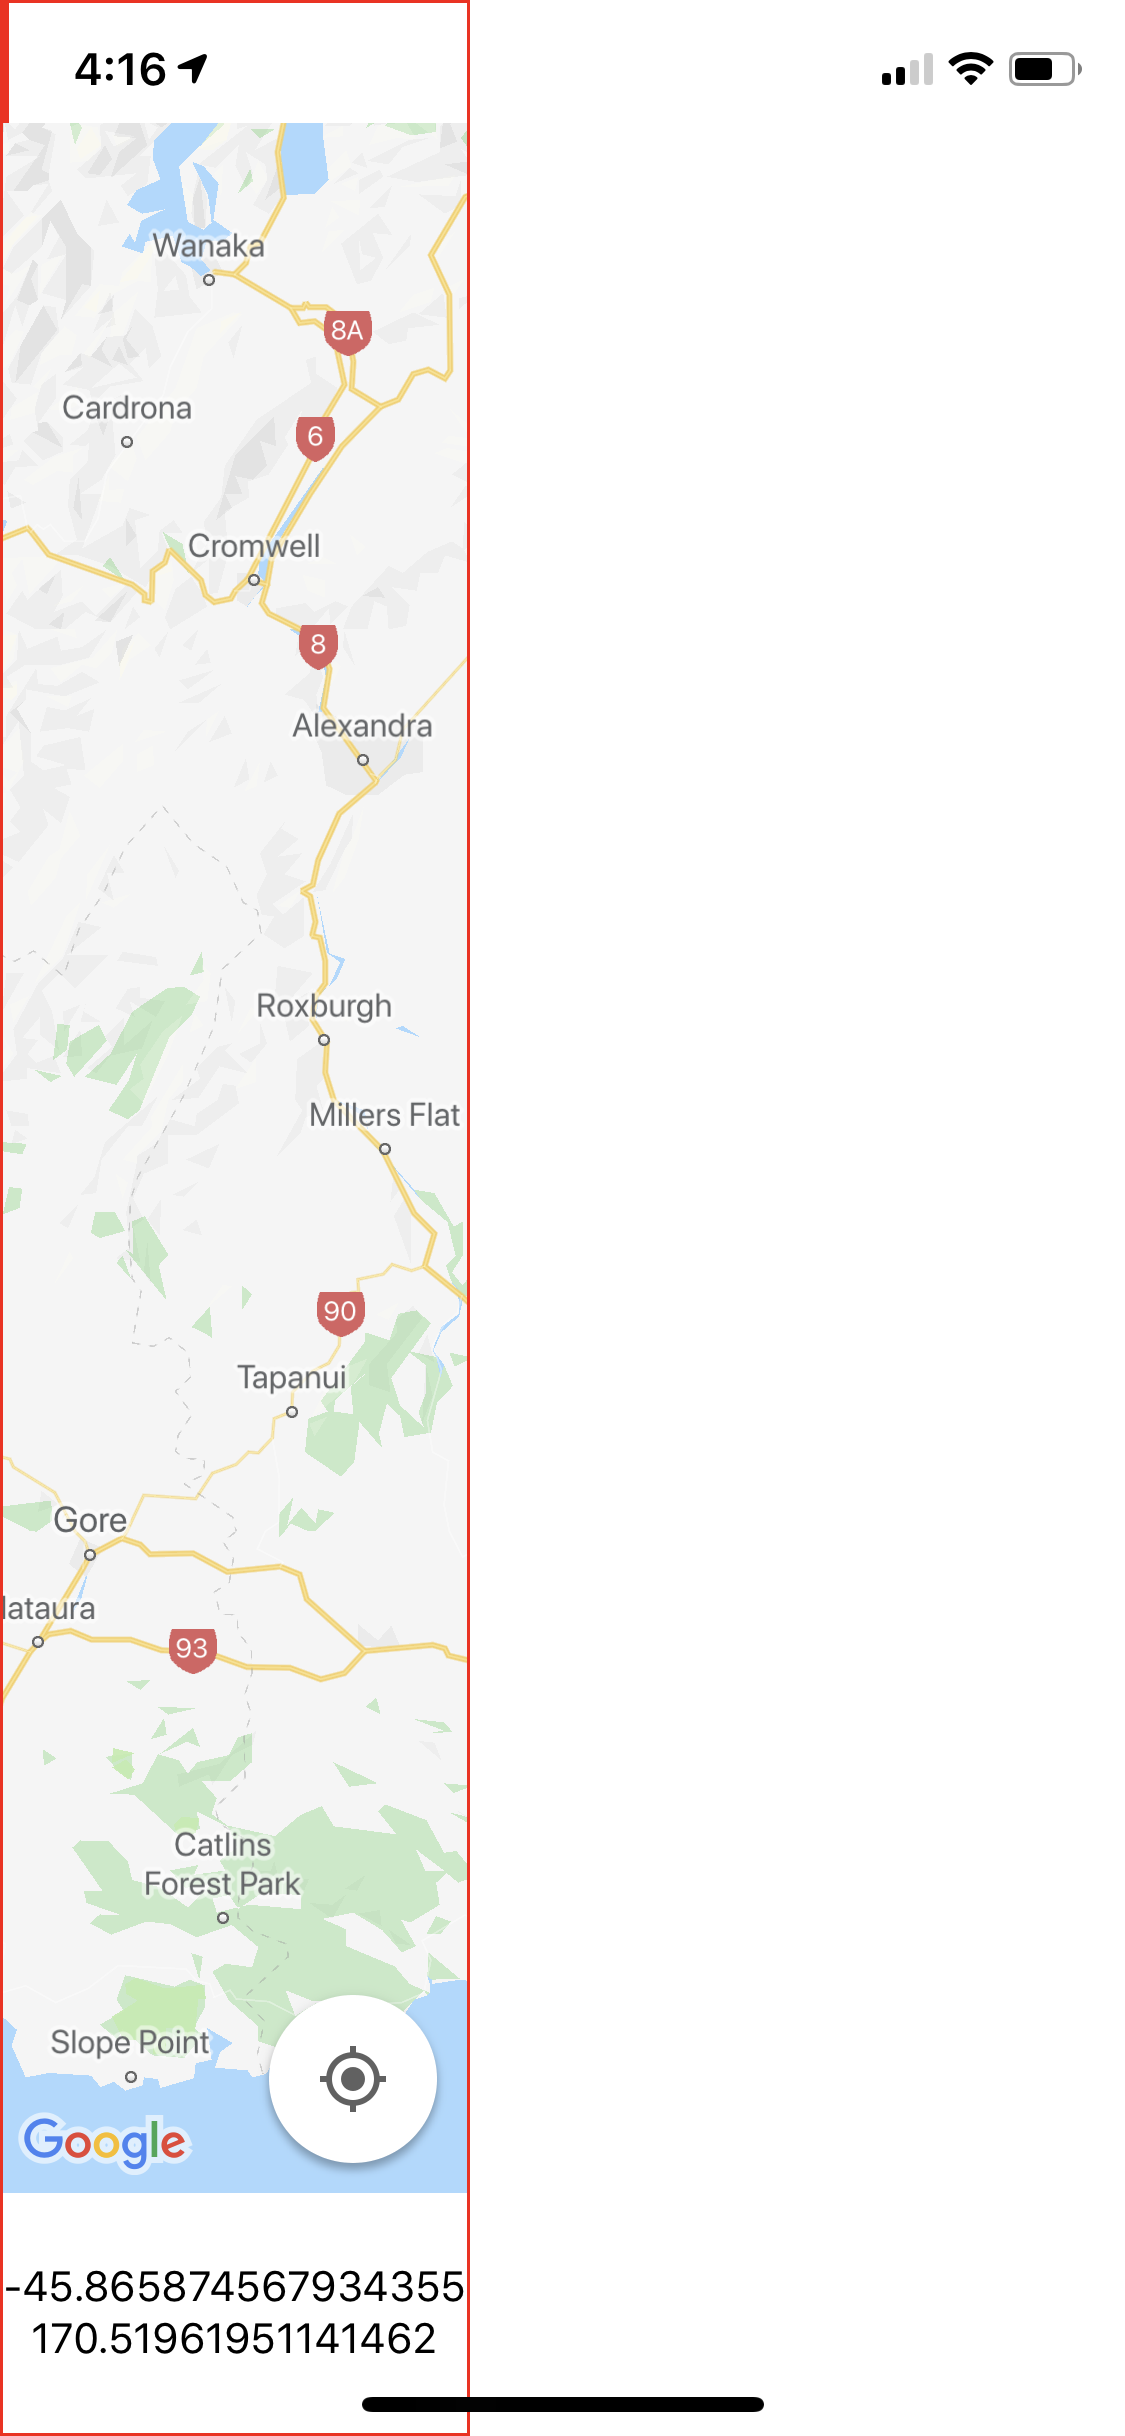 4:16
Wanaka
8A
Cardrona
6
Cromwell
8
Alexandra
Roxburgh
Millers Flat
90
Tapanui
Gore
lataura
93
Catlins
Forest Park
Slope Point
Google
-45.865874567934355
170.51961951141462